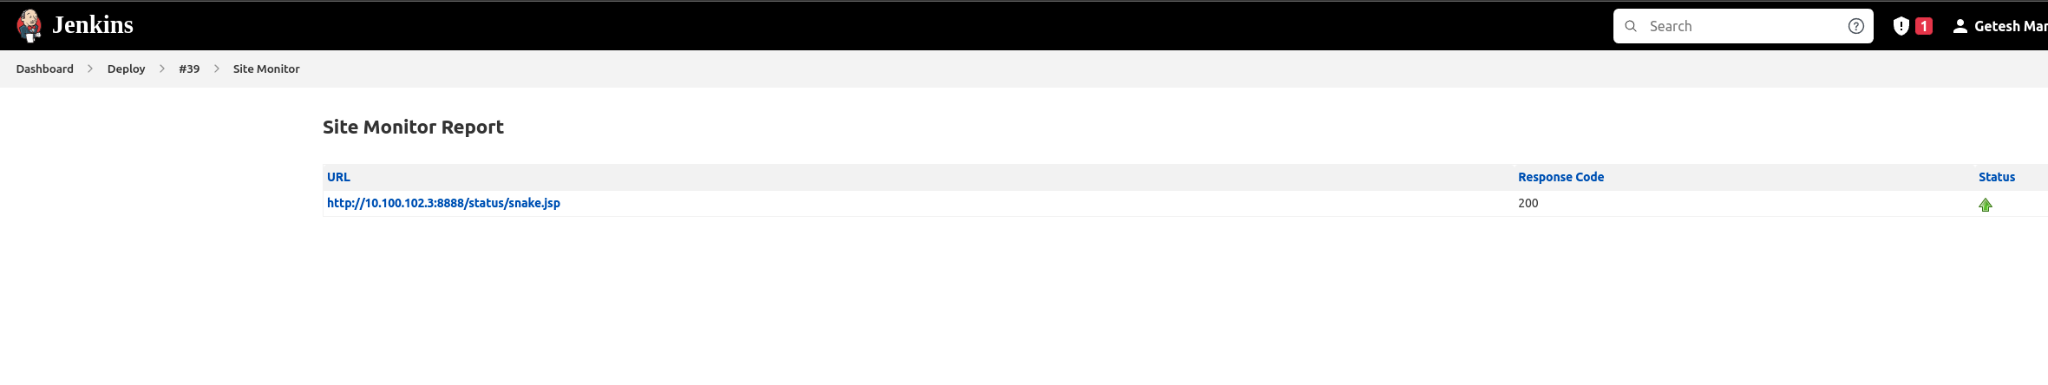 Jenkins
Search
1
Getesh Mar
Dashboard Deploy #39 Site Monitor
Site Monitor Report
URL Response Code Status
http://10.100.102.3:8888/status/snake.jsp 200